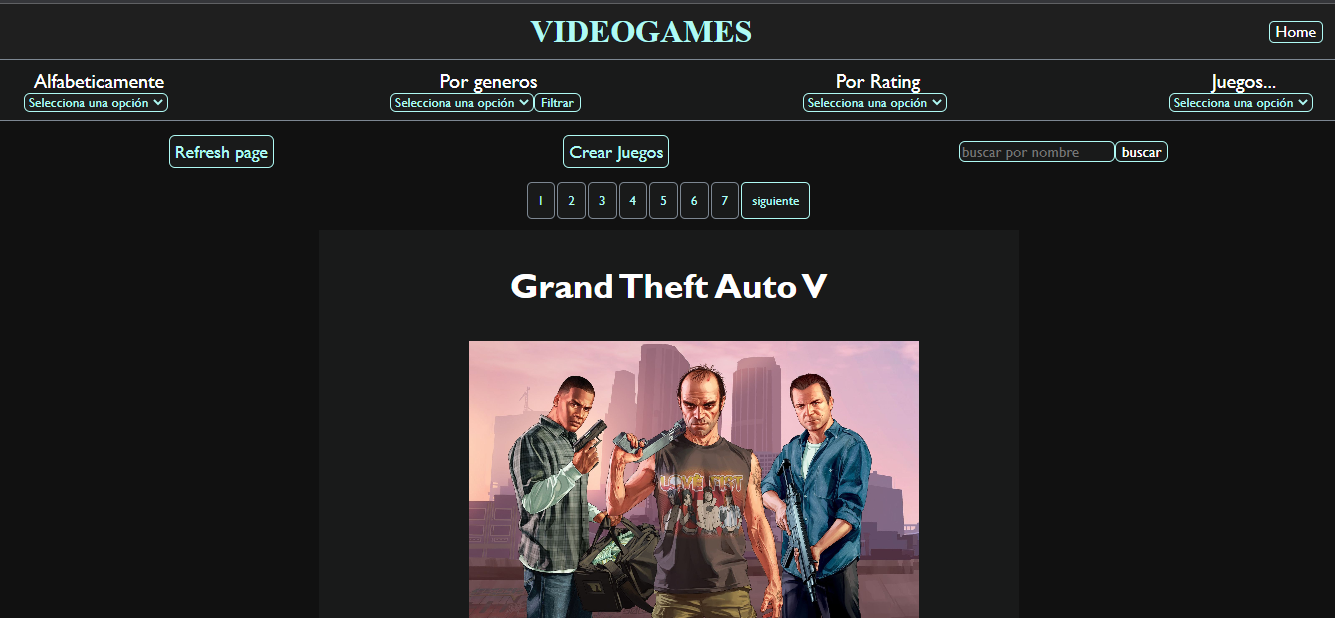 VIDEOGAMES
Home
Alfabeticamente
Por generos
Por Rating
Juegos...
Selecciona una opción
Selecciona una opción Filtrar
Selecciona una opción
Selecciona una opción
Refresh page
Crear Juegos
buscar por nombre buscar
1 2 3 4 5 6 7 siguiente
Grand Theft Auto V
LOVE FIST